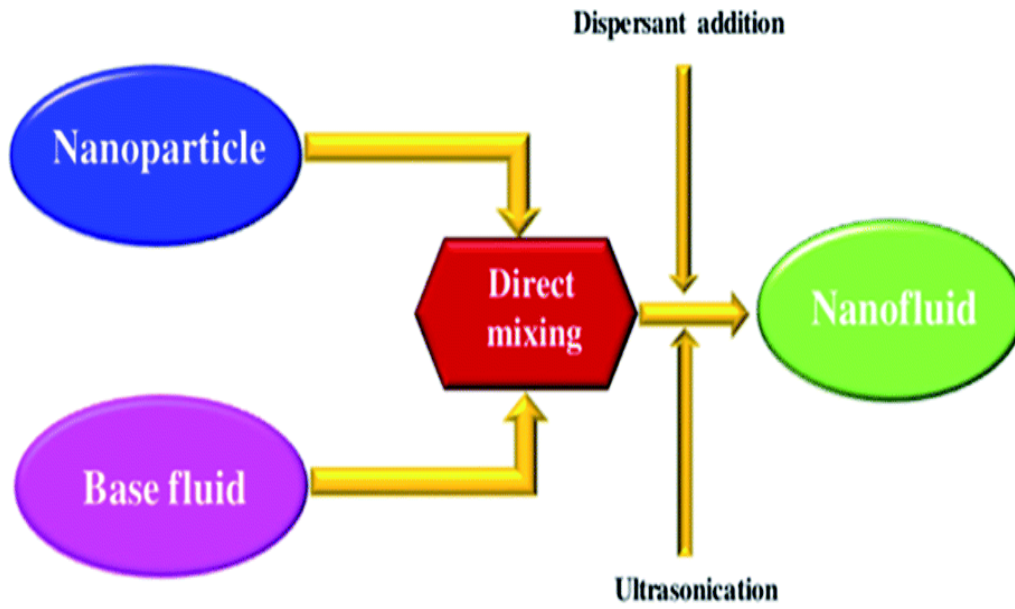 Dispersant addition
Nanoparticle
Direct
mixing
Nanofluid
Base fluid
Ultrasonication